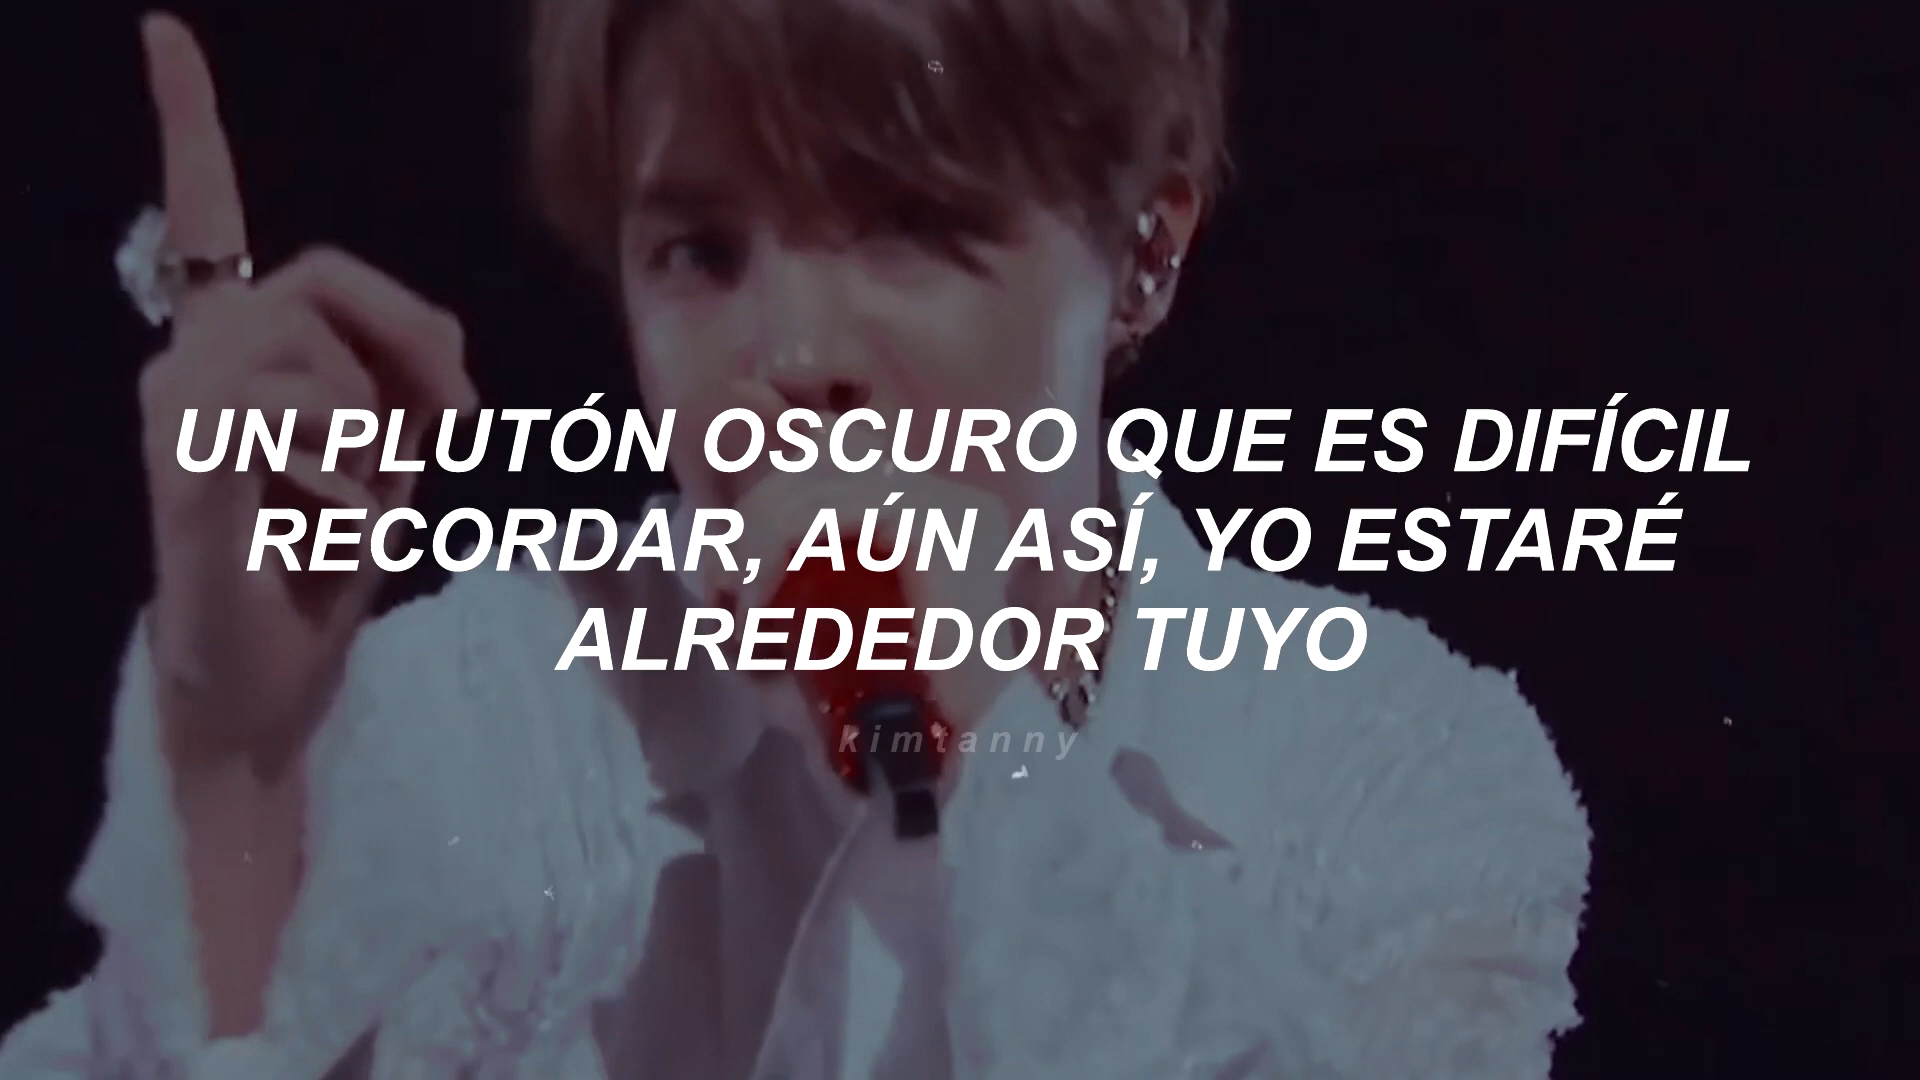 UN PLUTÓN OSCURO QUE ES DIFÍCIL
RECORDAR, AÚN ASÍ, YO ESTARÉ
ALREDEDOR TUYO
kimtanny